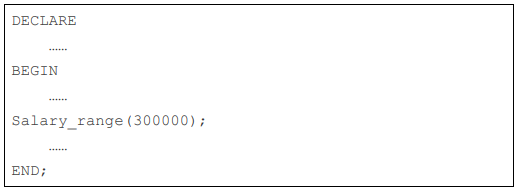 DECLARE
……
BEGIN
……
Salary_range(300000);
……
END;